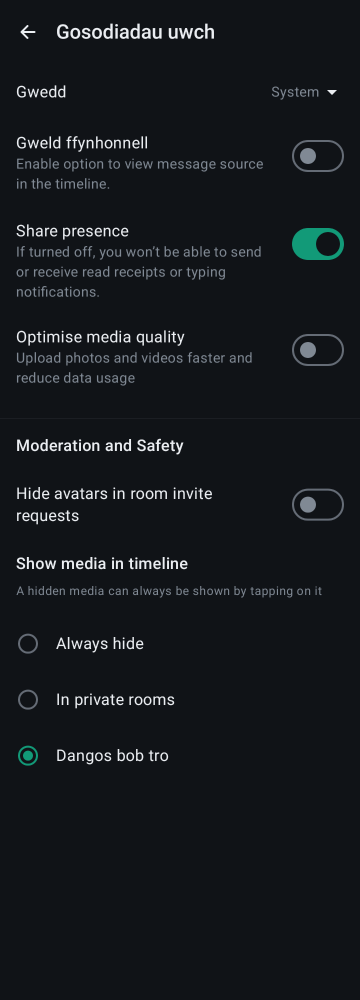 Gosodiadau uwch
Gwedd
System
Gweld ffynhonnell
Enable option to view message source
in the timeline.
Share presence
If turned off, you won't be able to send
or receive read receipts or typing
notifications.
Optimise media quality
Upload photos and videos faster and
reduce data usage
Moderation and Safety
Hide avatars in room invite
requests
Show media in timeline
A hidden media can always be shown by tapping on it
Always hide
In private rooms
Dangos bob tro